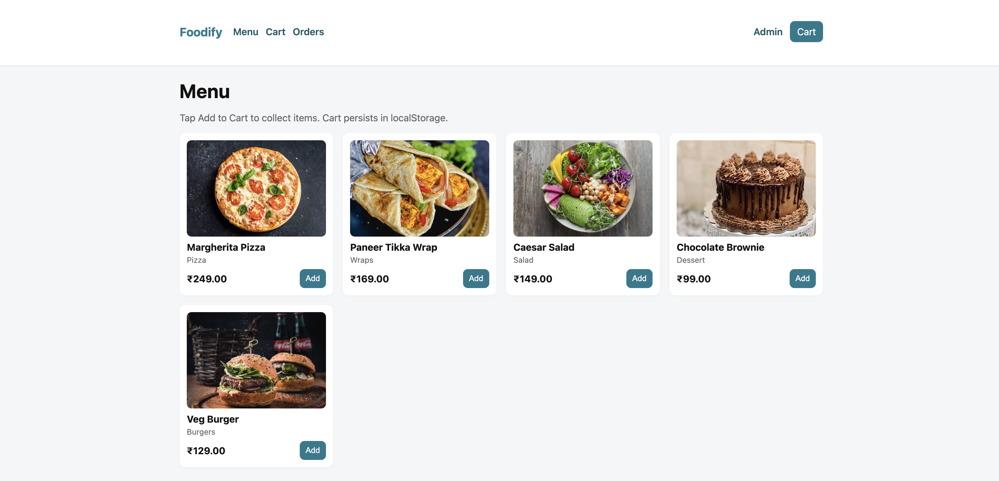 Foodify Menu Cart Orders Admin Cart
Menu
Tap Add to Cart to collect items. Cart persists in localStorage.
Margherita Pizza
Pizza
₹249.00 Add
Paneer Tikka Wrap
Wraps
₹169.00 Add
Caesar Salad
Salad
₹149.00 Add
Chocolate Brownie
Dessert
₹99.00 Add
Coca-Cola
Veg Burger
Burgers
₹129.00 Add